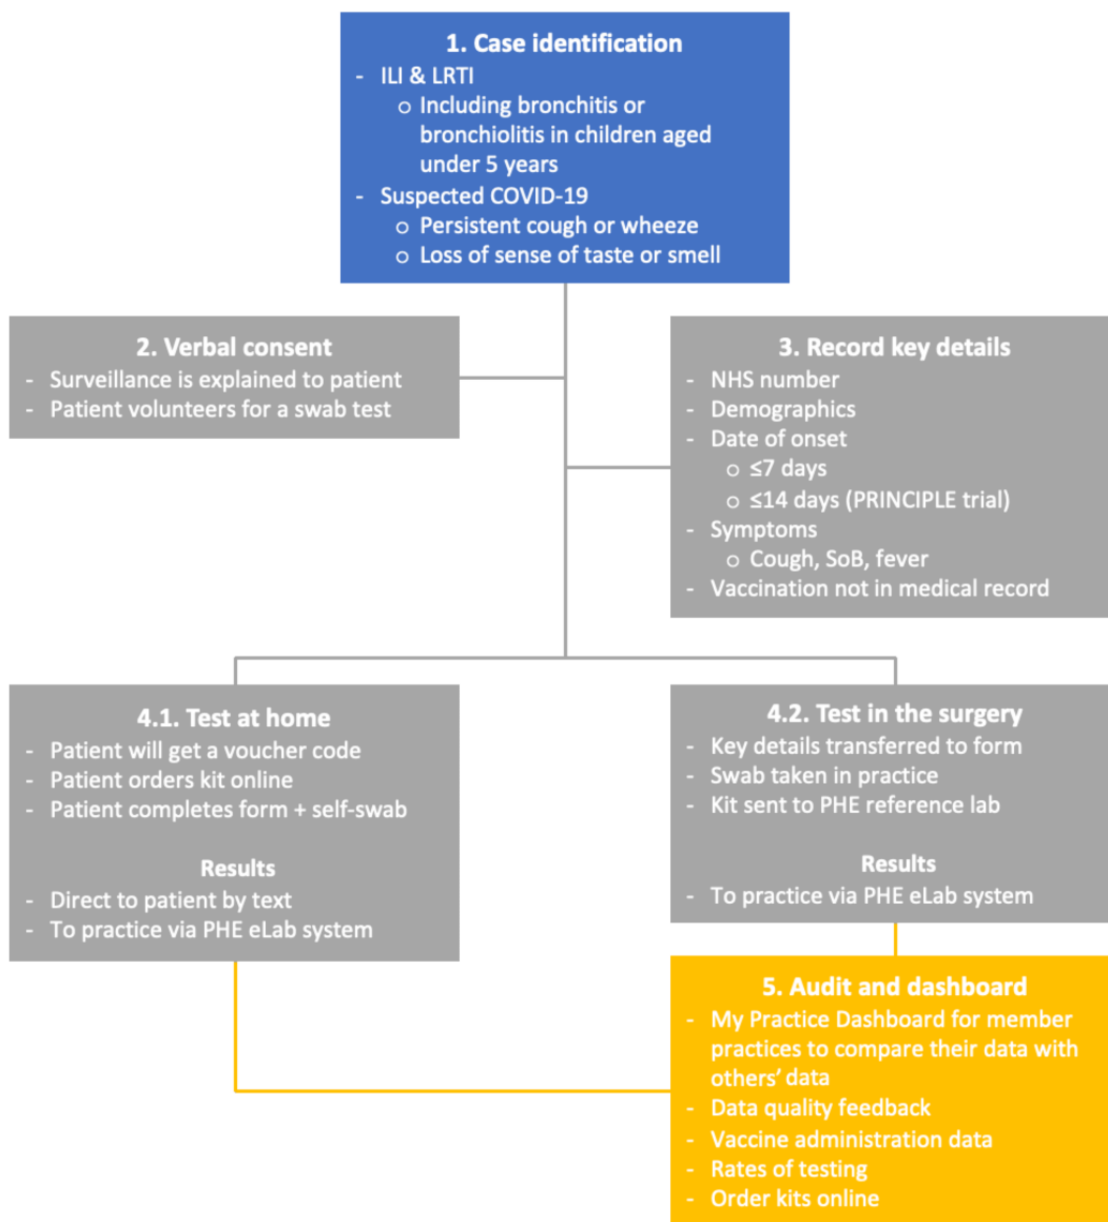 1. Case identification
- ILI & LRTI
o Including bronchitis or
bronchiolitis in children aged
under 5 years
- Suspected COVID-19
o Persistent cough or wheeze
o Loss of sense of taste or smell
2. Verbal consent
- Surveillance is explained to patient
- Patient volunteers for a swab test
3. Record key details
- NHS number
- Demographics
- Date of onset
o ≤7 days
o ≤14 days (PRINCIPLE trial)
- Symptoms
o Cough, SoB, fever
- Vaccination not in medical record
4.1. Test at home
- Patient will get a voucher code
- Patient orders kit online
- Patient completes form + self-swab
Results
- Direct to patient by text
- To practice via PHE eLab system
4.2. Test in the surgery
- Key details transferred to form
- Swab taken in practice
- Kit sent to PHE reference lab
Results
- To practice via PHE eLab system
5. Audit and dashboard
- My Practice Dashboard for member
practices to compare their data with
others’ data
- Data quality feedback
- Vaccine administration data
- Rates of testing
- Order kits online